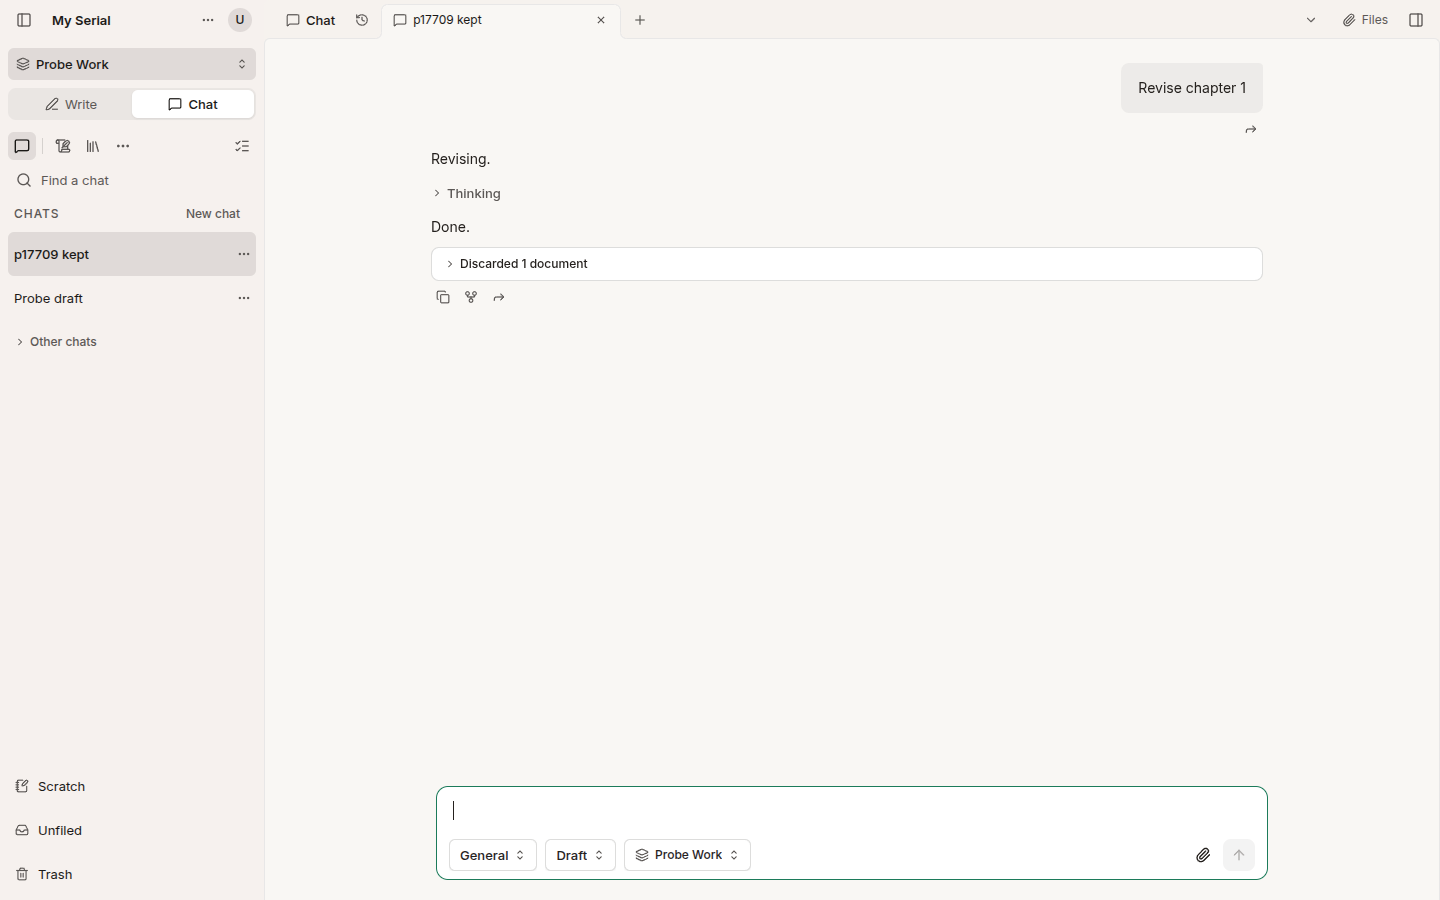 My Serial
U
Chat
p17709 kept
Files
Probe Work
Write
Chat
Find a chat
CHATS
New chat
p17709 kept
Probe draft
Other chats
Scratch
Unfiled
Trash
Revise chapter 1
Revising.
Thinking
Done.
Discarded 1 document
General
Draft
Probe Work